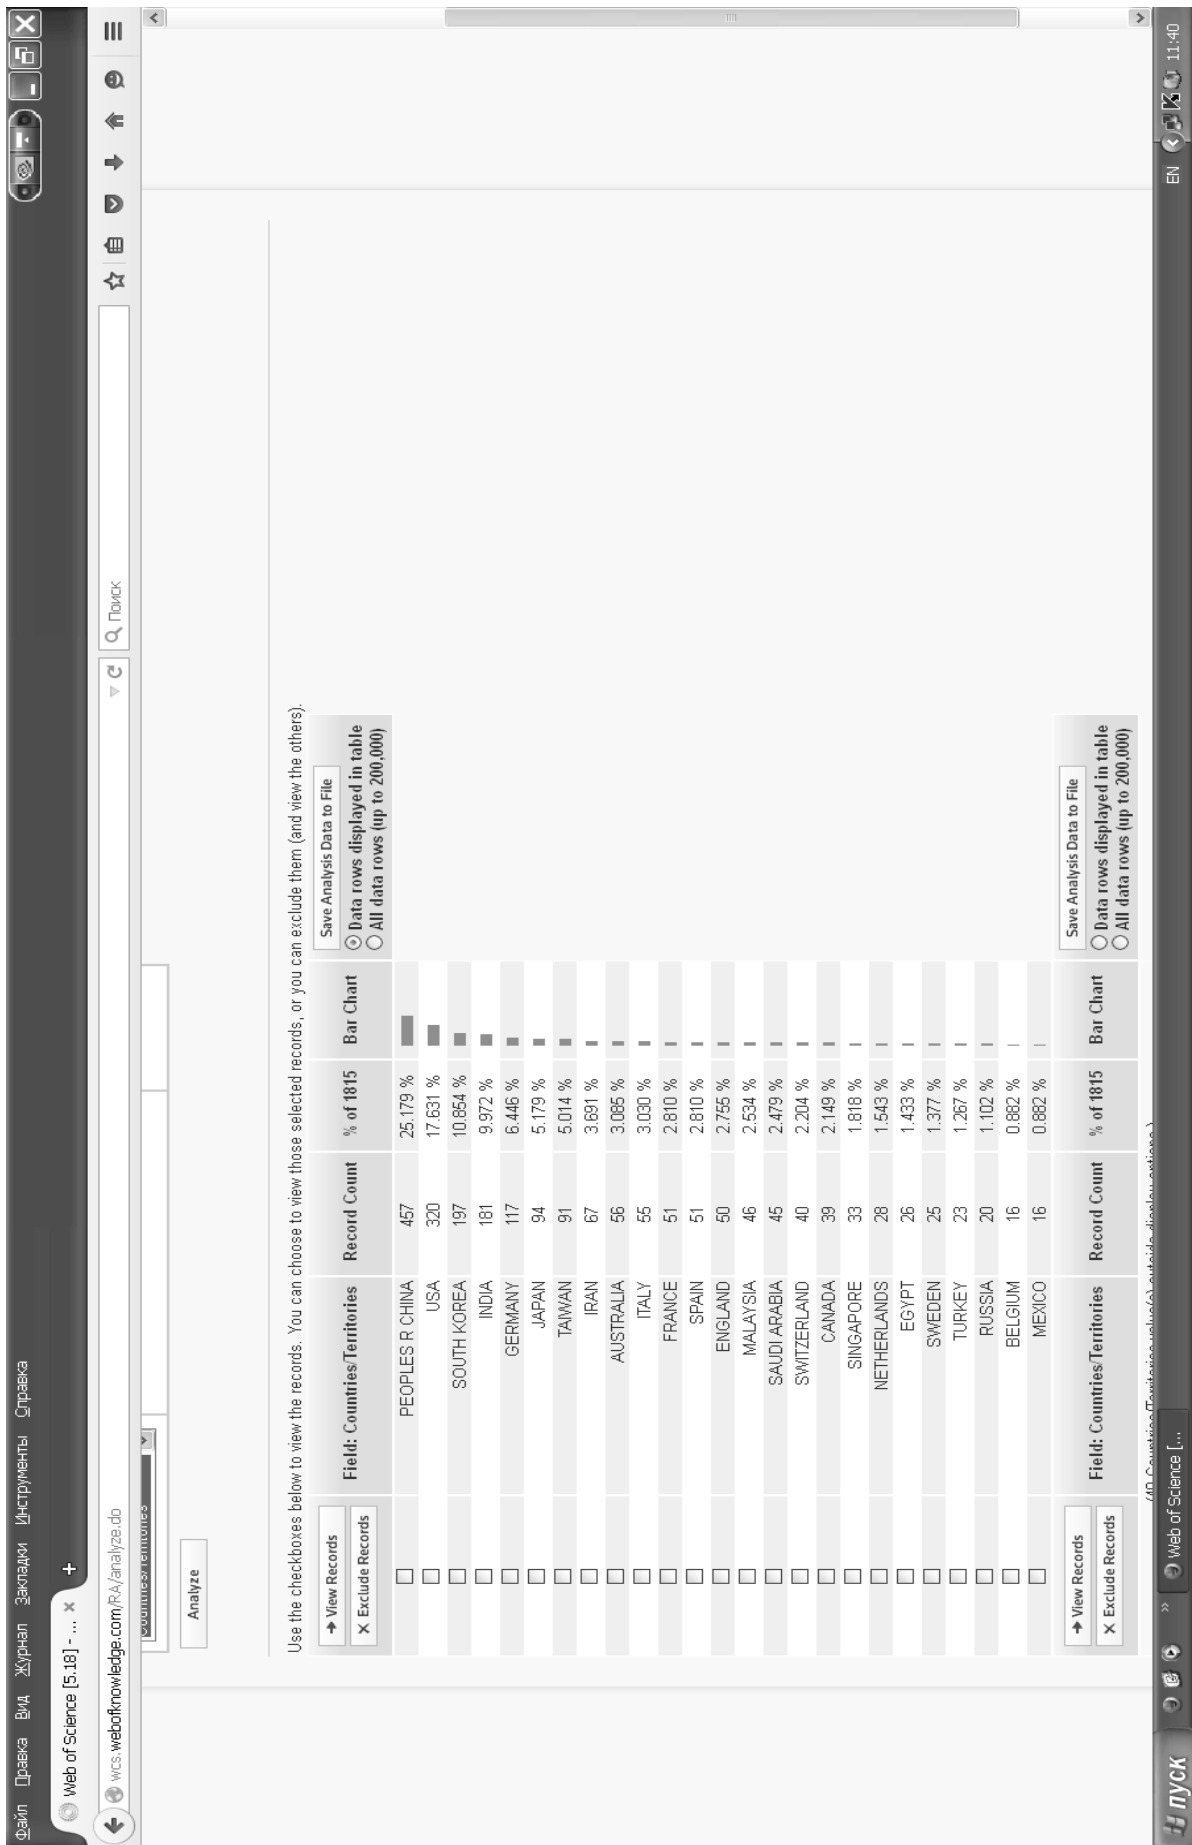 Файл Правка Вид Журнал Закладки Инструменты Справка
Web of Science [5.18] - ... × +
wcs.webofknowledge.com/RA/analyze.do
Поиск
Countries/Territories
Analyze
Use the checkboxes below to view the records. You can choose to view those selected records, or you can exclude them (and view the others).
View Records
X Exclude Records
Field: Countries/Territories Record Count % of 1815 Bar Chart
Save Analysis Data to File
Data rows displayed in table
All data rows (up to 200,000)
PEOPLES R CHINA 457 25.179 %
USA 320 17.631 %
SOUTH KOREA 197 10.854 %
INDIA 181 9.972 %
GERMANY 117 6.446 %
JAPAN 94 5.179 %
TAIWAN 91 5.014 %
IRAN 67 3.691 %
AUSTRALIA 56 3.085 %
ITALY 55 3.030 %
FRANCE 51 2.810 %
SPAIN 51 2.810 %
ENGLAND 50 2.755 %
MALAYSIA 46 2.534 %
SAUDI ARABIA 45 2.479 %
SWITZERLAND 40 2.204 %
CANADA 39 2.149 %
SINGAPORE 33 1.818 %
NETHERLANDS 28 1.543 %
EGYPT 26 1.433 %
SWEDEN 25 1.377 %
TURKEY 23 1.267 %
RUSSIA 20 1.102 %
BELGIUM 16 0.882 %
MEXICO 16 0.882 %
View Records
X Exclude Records
Field: Countries/Territories Record Count % of 1815 Bar Chart
Save Analysis Data to File
Data rows displayed in table
All data rows (up to 200,000)
Countries/Territories value(s) outside display options.)
пуск
Web of Science [...
EN
11:40